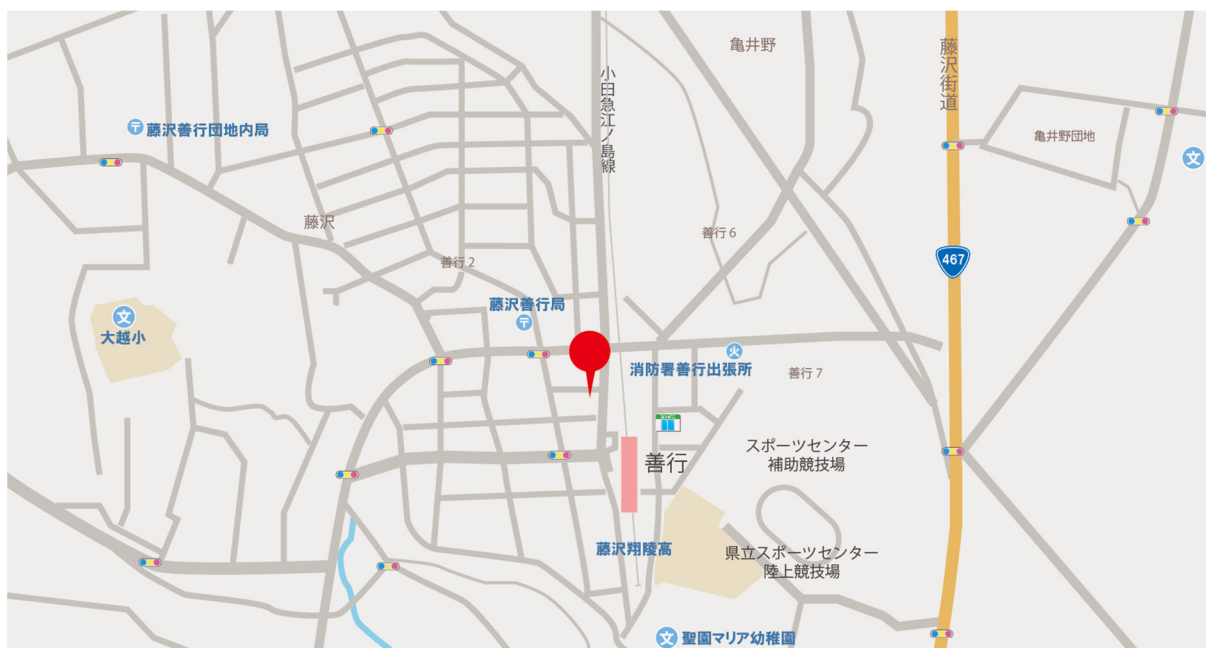 亀井野
藤沢街道
小田急江ノ島線
〒
藤沢善行団地内局
亀井野団地
文
藤沢
善行 6
善行 2
467
藤沢善行局
〒
文
大越小
火
消防署善行出張所
善行 7
スポーツセンター
補助競技場
善行
藤沢翔陵高
県立スポーツセンター
陸上競技場
文
聖園マリア幼稚園